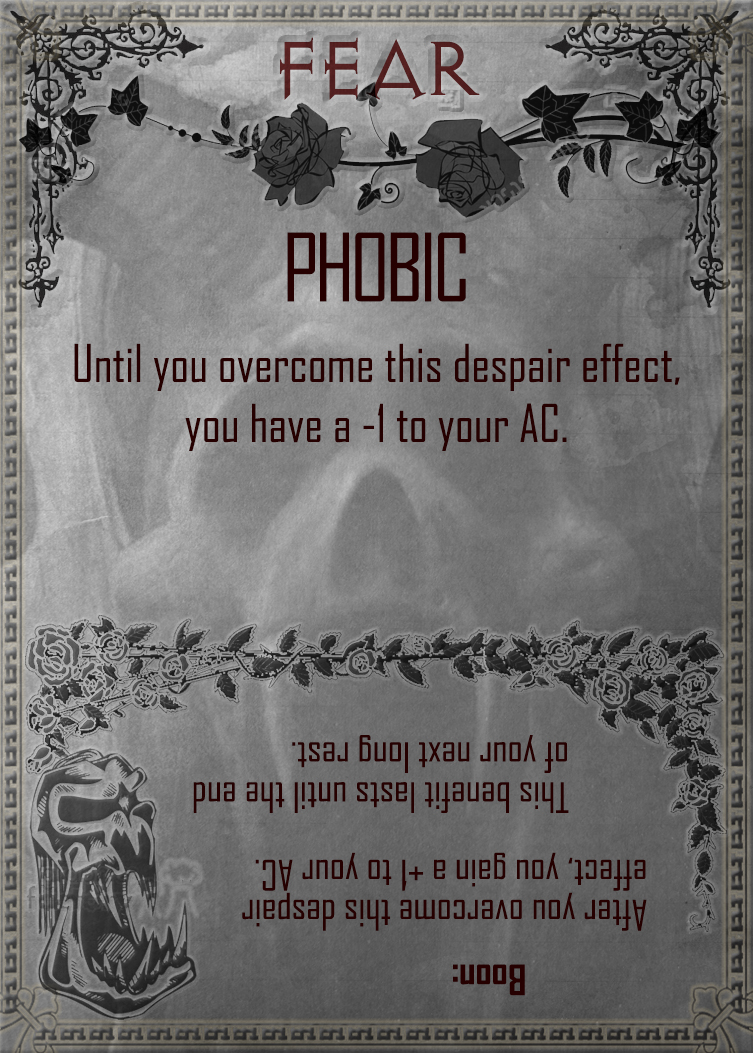 FEAR
PHOBIC
Until you overcome this despair effect,
you have a -1 to your AC.
Boon:
After you overcome this despair
effect, you gain a +1 to your AC.
This benefit lasts until the end
of your next long rest.